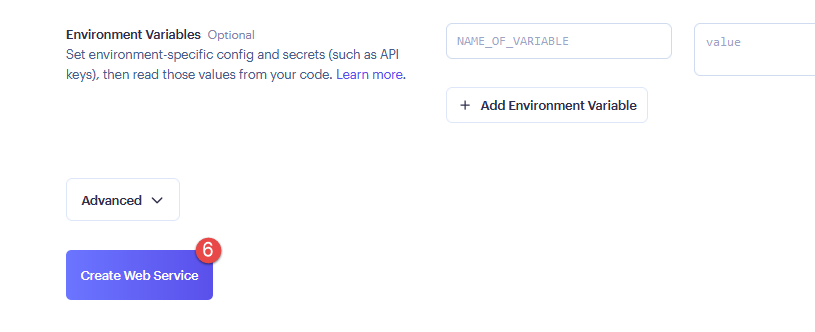 Environment Variables Optional
Set environment-specific config and secrets (such as API
keys), then read those values from your code. Learn more.
NAME_OF_VARIABLE
value
+ Add Environment Variable
Advanced
6
Create Web Service